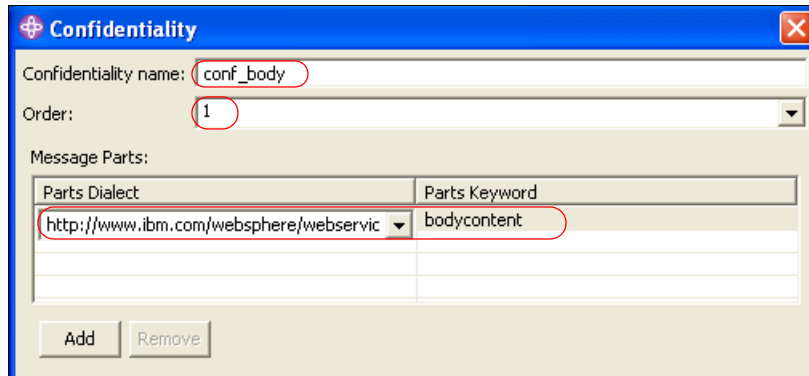 Confidentiality
Confidentiality name: conf_body
Order: 1
Message Parts:
Parts Dialect Parts Keyword
http://www.ibm.com/websphere/webservic bodycontent
Add Remove